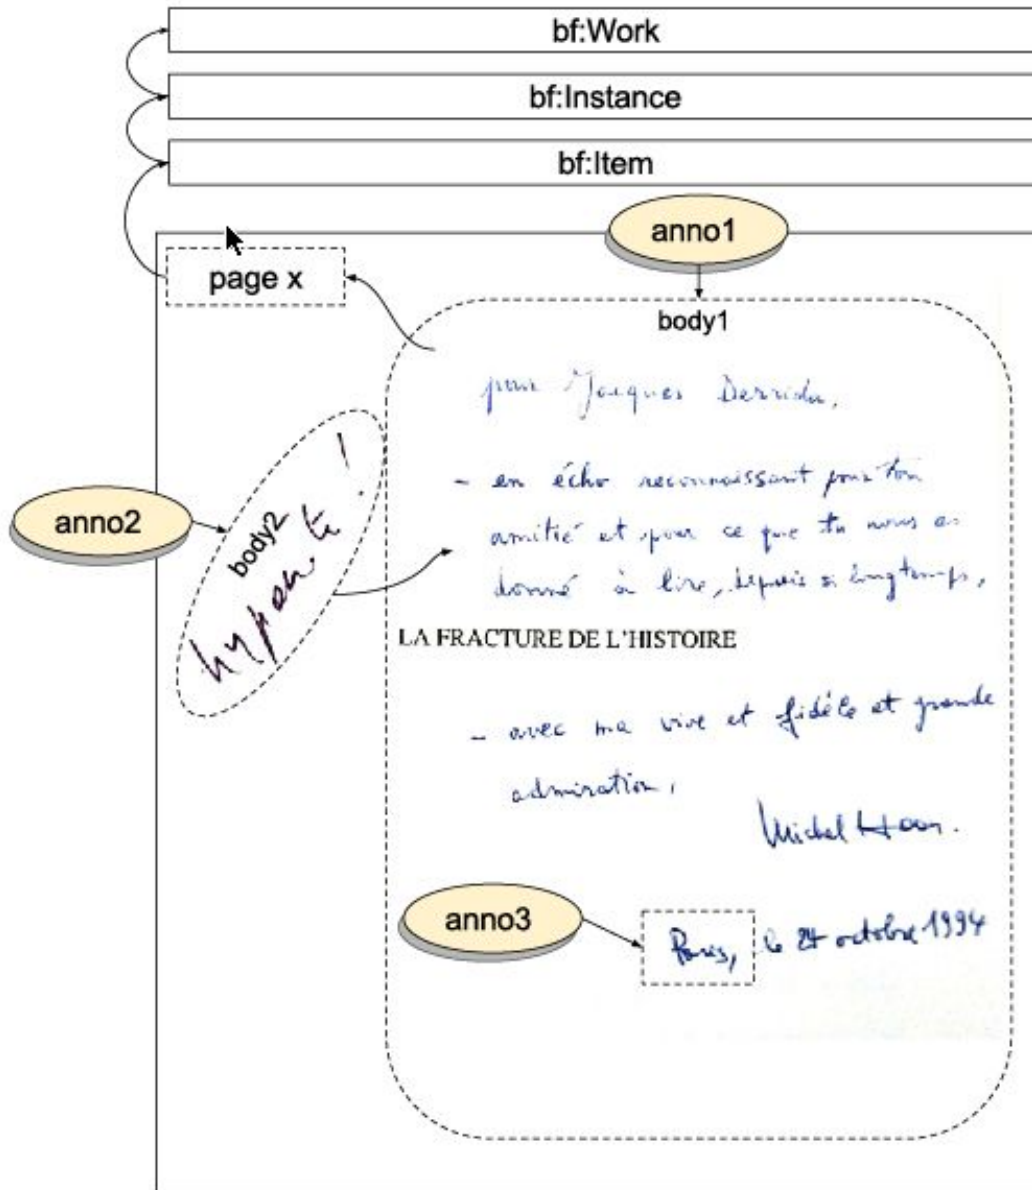 bf:Work
bf:Instance
bf:Item
anno1
page x
body1
pour Jacques Derrida,
- en écho reconnaissant pour ton
anno2
body2
amitié et pour ce que tu nous as
donné à lire, depuis si longtemps,
LA FRACTURE DE L'HISTOIRE
- avec ma vive et fidèle et grande
admiration,
Michel Haar.
anno3
Paris, le octobre 1994